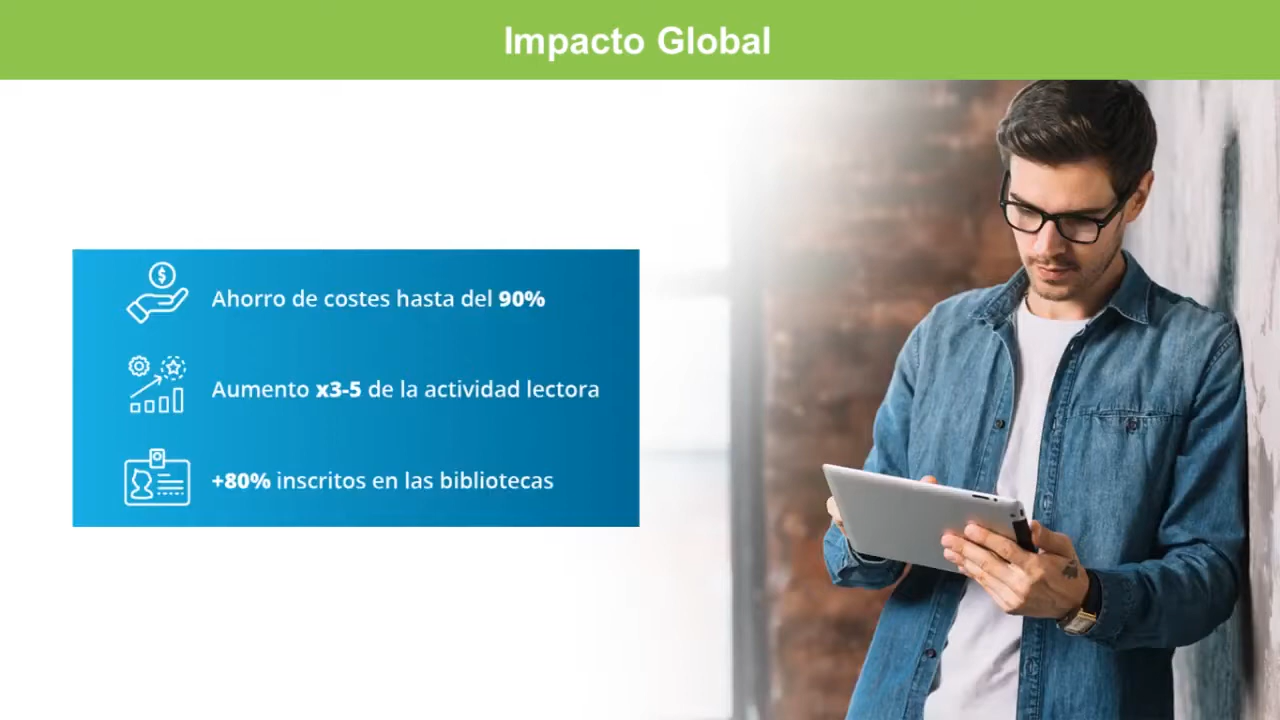 Impacto Global
Ahorro de costes hasta del 90%
Aumento x3-5 de la actividad lectora
+80% inscritos en las bibliotecas